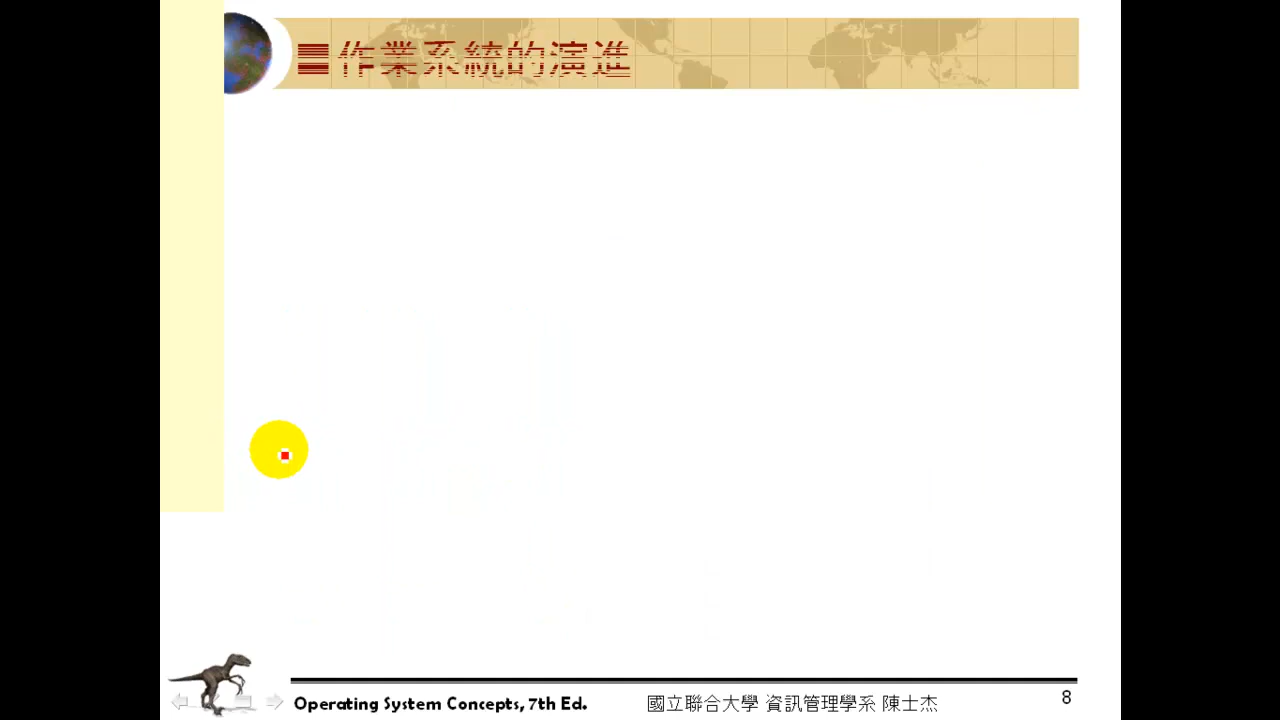 作業系統的演進
Operating System Concepts, 7th Ed.
國立聯合大學 資訊管理學系 陳士杰
8